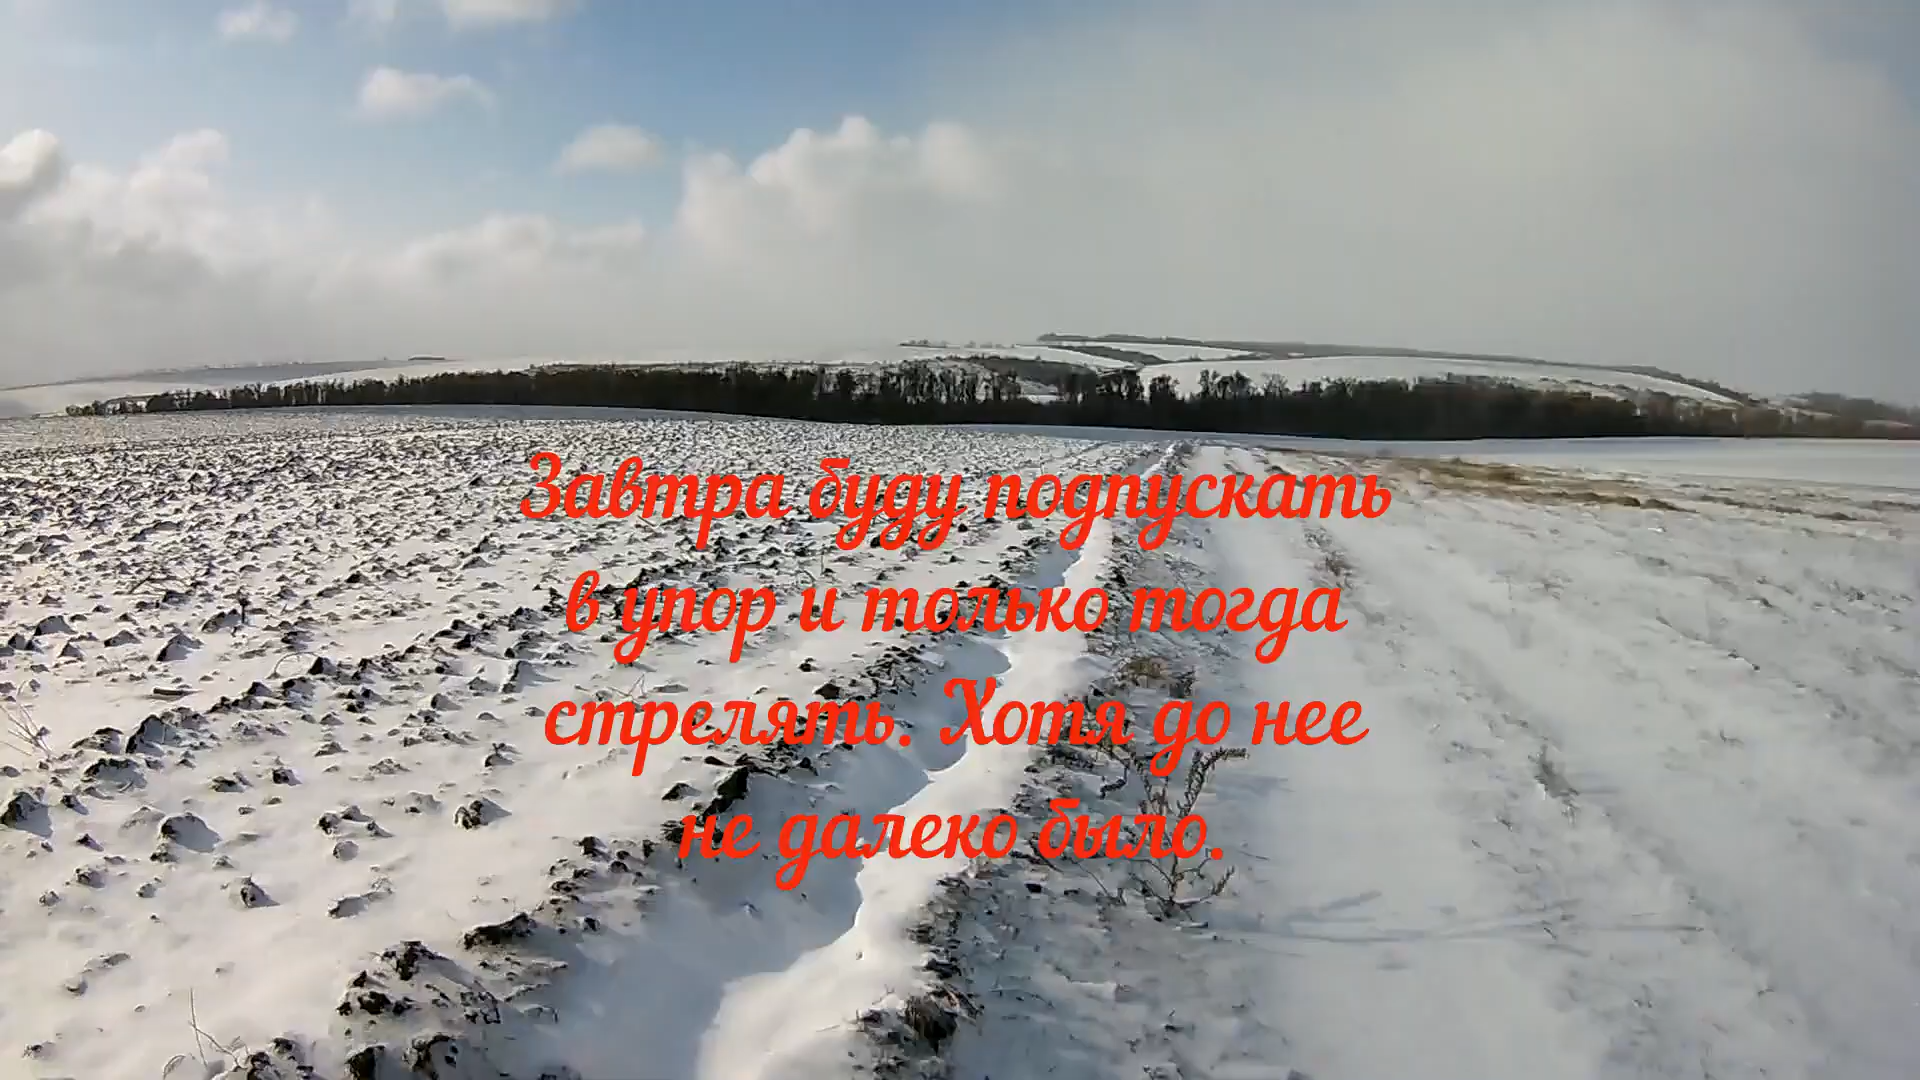 Завтра буду подпускать
в упор и только тогда
стрелять. Хотя до нее
не далеко было.